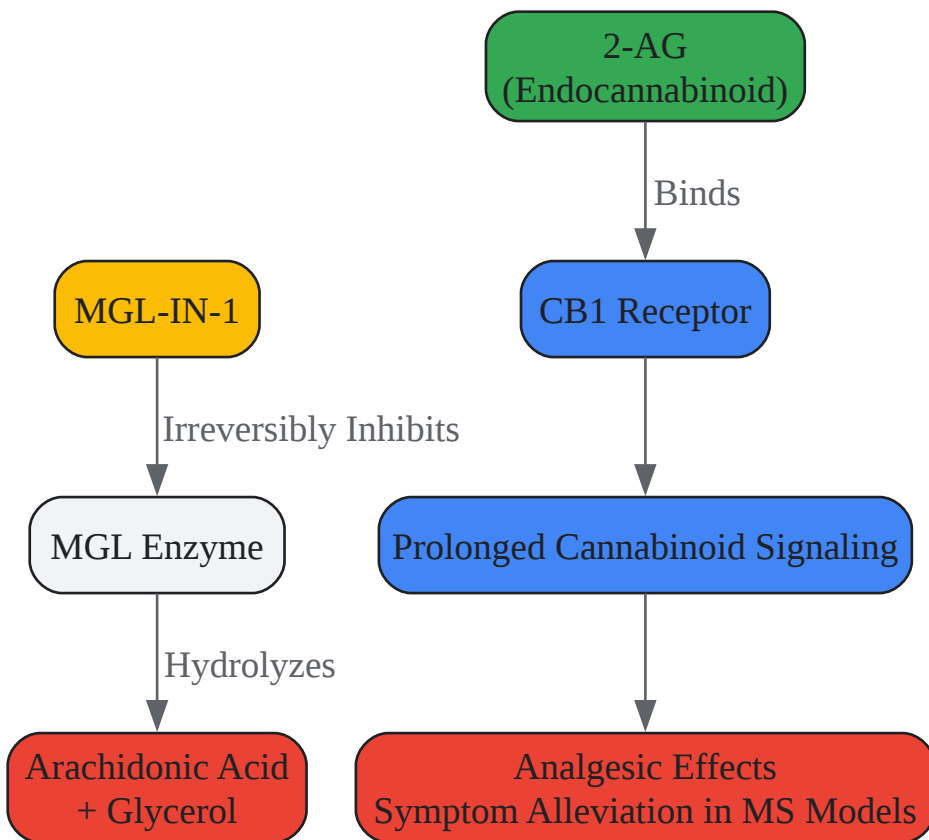 2-AG
(Endocannabinoid)
Binds
MGL-IN-1
CB1 Receptor
Irreversibly Inhibits
MGL Enzyme
Prolonged Cannabinoid Signaling
Hydrolyzes
Arachidonic Acid
+ Glycerol
Analgesic Effects
Symptom Alleviation in MS Models